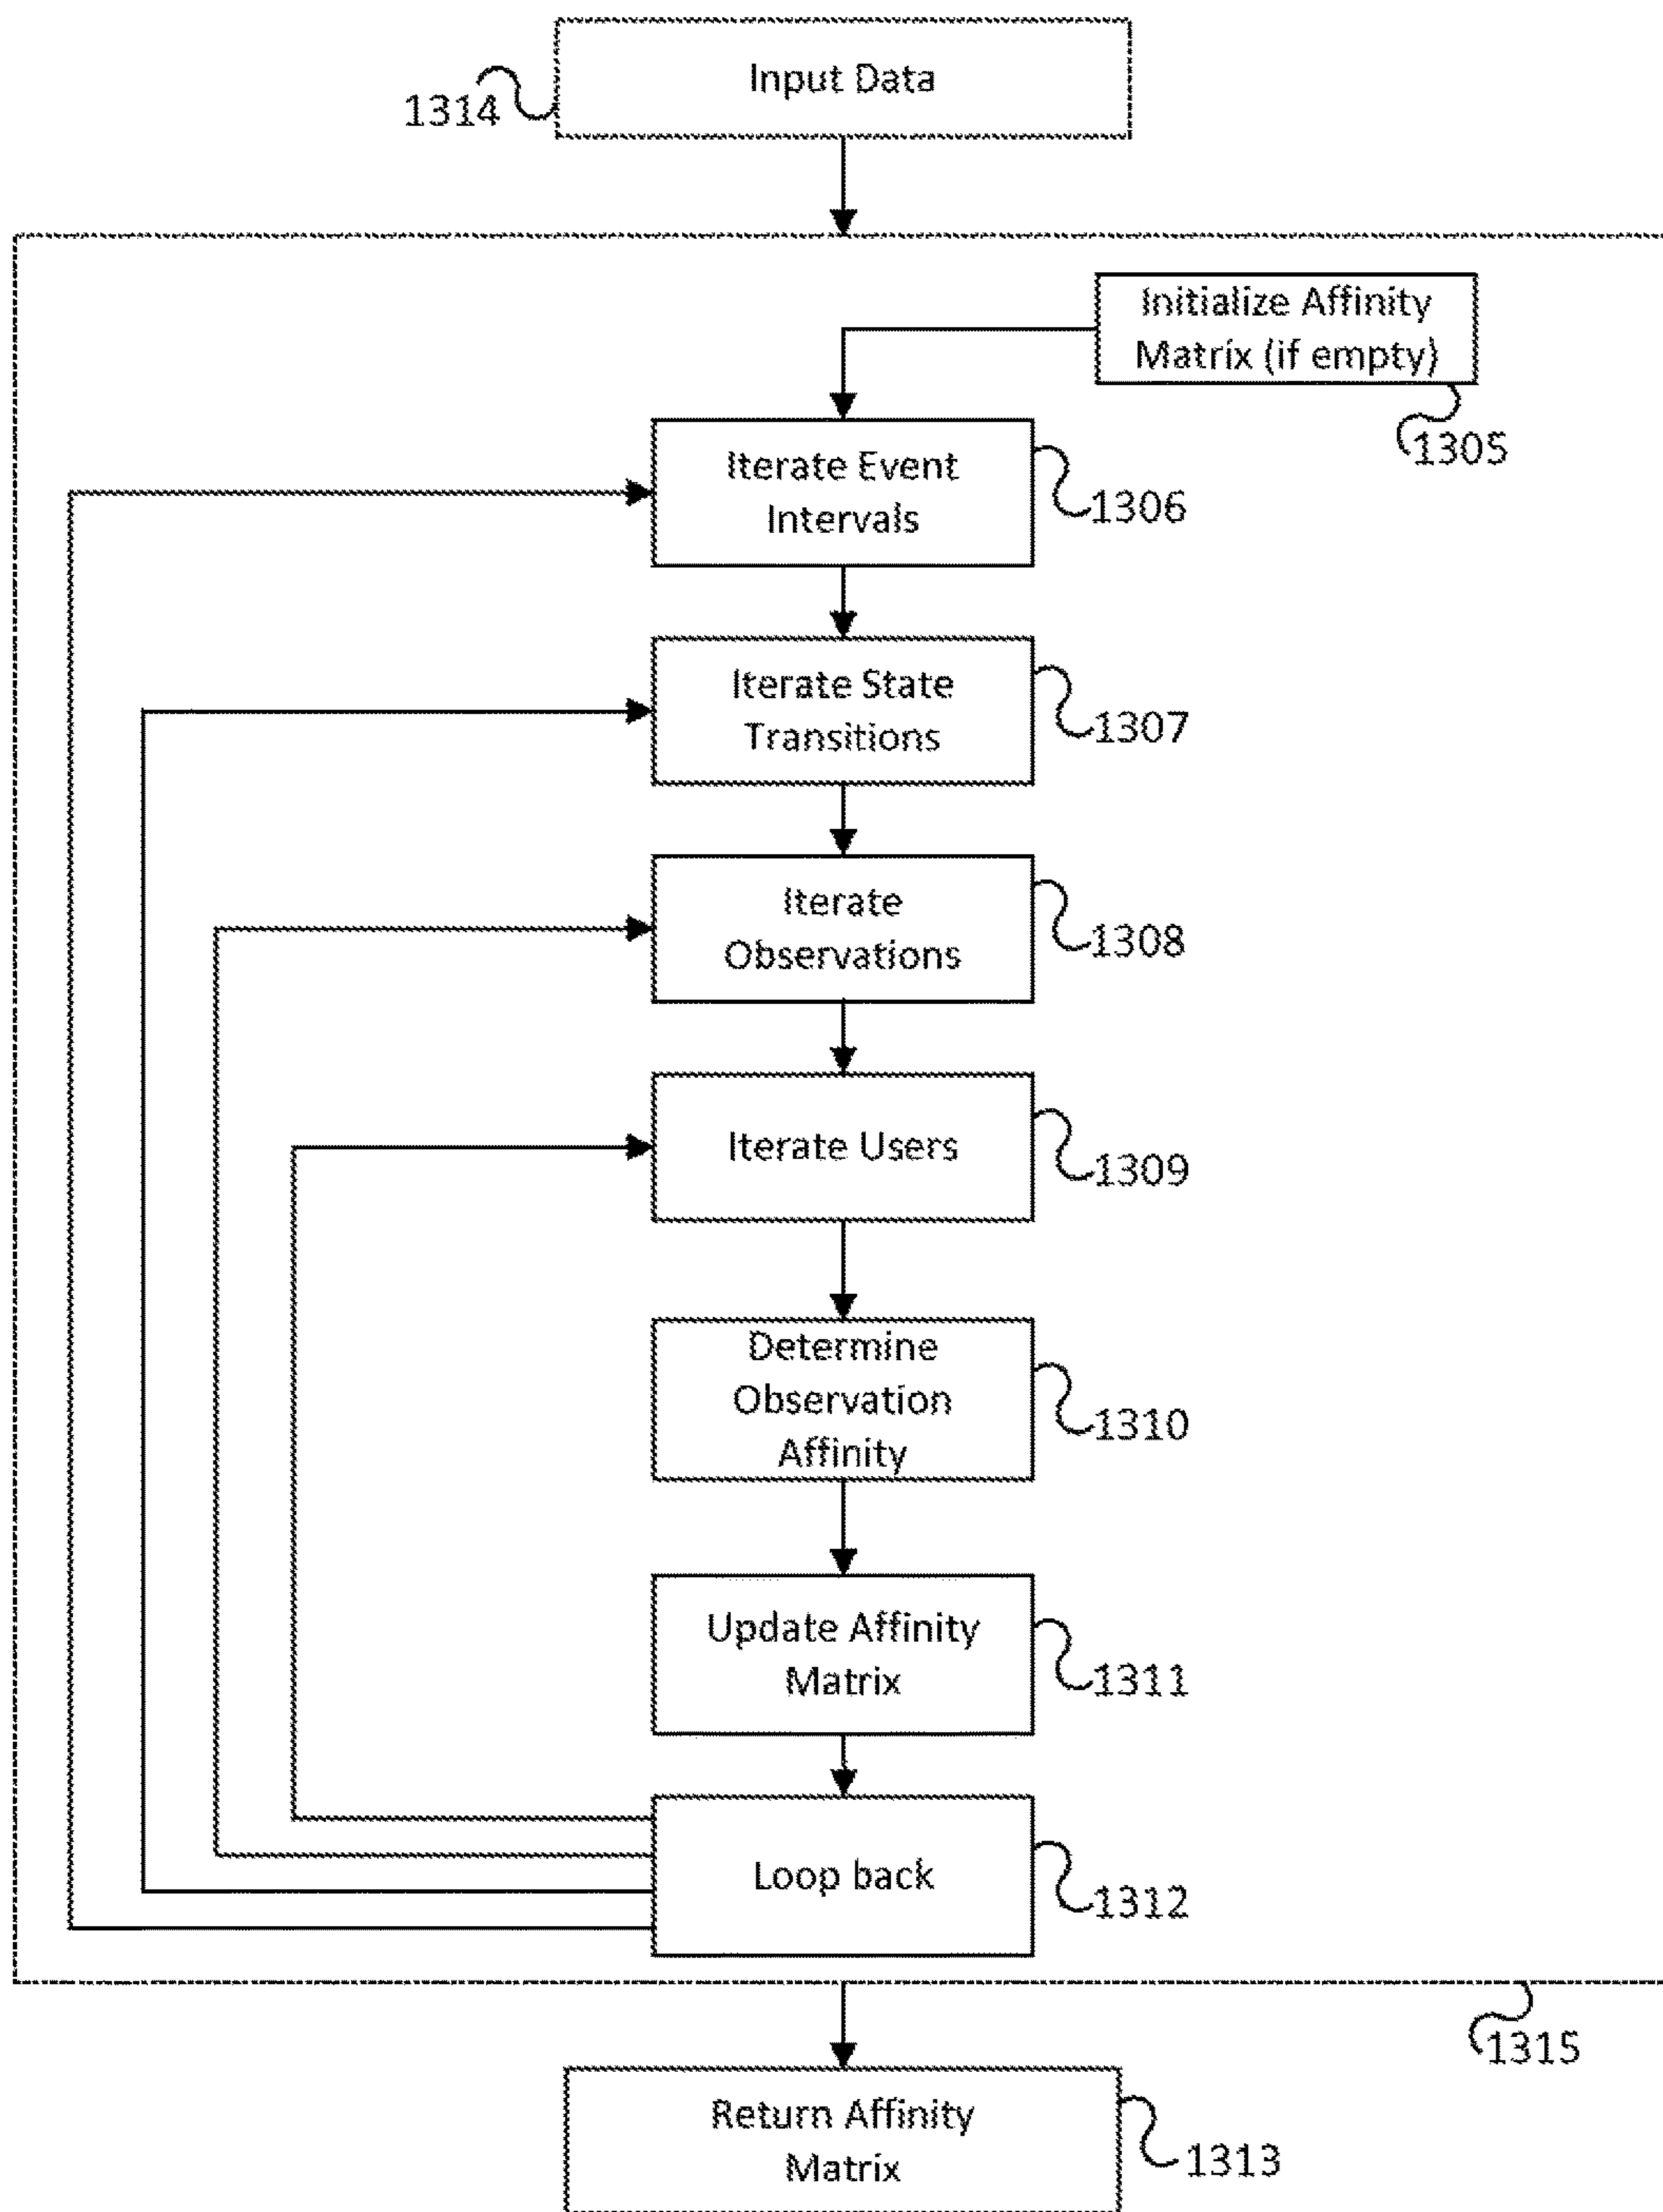 Input Data
1314
Initialize Affinity
Matrix (if empty)
1305
Iterate Event
Intervals
1306
Iterate State
Transitions
1307
Iterate
Observations
1308
Iterate Users
1309
Determine
Observation
Affinity
1310
Update Affinity
Matrix
1311
Loop back
1312
1315
Return Affinity
Matrix
1313